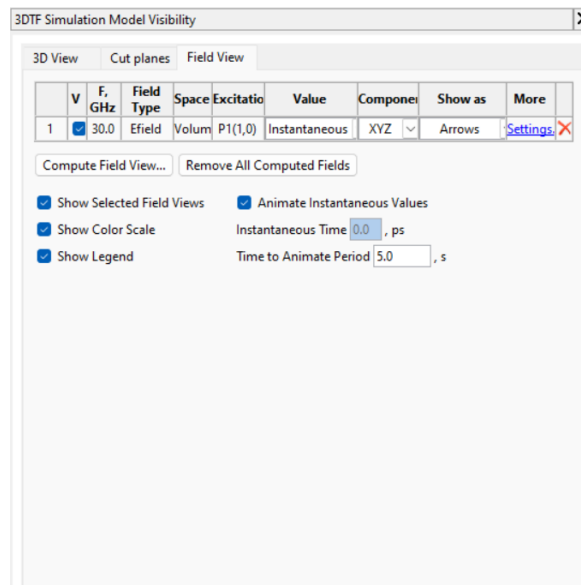 3DTF Simulation Model Visibility
3D View Cut planes Field View
V F, GHz Field Type Space Excitatio Value Componer Show as More
1 30.0 Efield Volum P1(1,0) Instantaneous XYZ Arrows Settings.
Compute Field View... Remove All Computed Fields
Show Selected Field Views Animate Instantaneous Values
Show Color Scale Instantaneous Time 0.0 , ps
Show Legend Time to Animate Period 5.0 , s